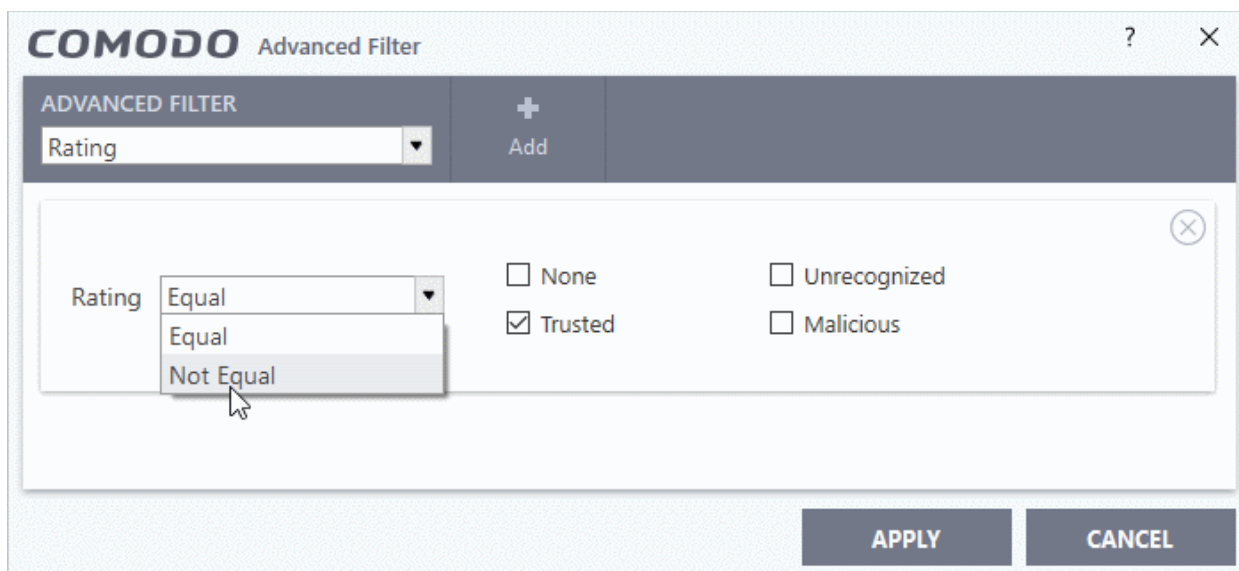 COMODO Advanced Filter ?
ADVANCED FILTER
Rating
Add
None Unrecognized
Rating Equal
Trusted Malicious
Equal
Not Equal
APPLY CANCEL